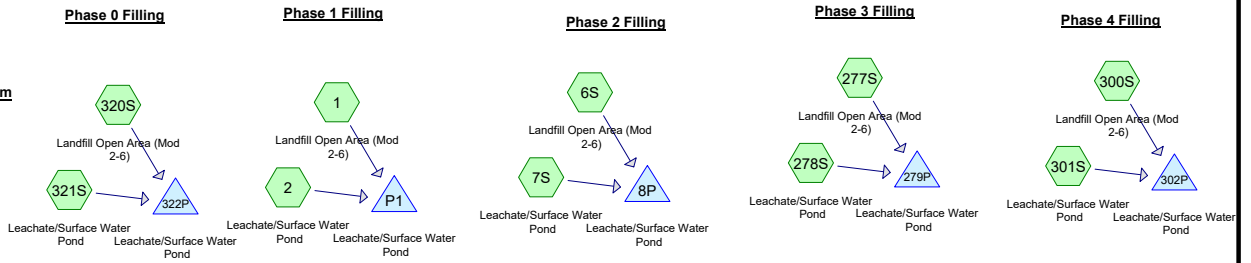 Phase 0 Filling
Phase 1 Filling
Phase 2 Filling
Phase 3 Filling
Phase 4 Filling
m
320S
Landfill Open Area (Mod
2-6)
321S
322P
Leachate/Surface Water
Pond
Leachate/Surface Water
Pond
1
Landfill Open Area (Mod
2-6)
2
P1
Leachate/Surface Water
Pond
Leachate/Surface Water
Pond
6S
Landfill Open Area (Mod
2-6)
7S
8P
Leachate/Surface Water
Pond
Leachate/Surface Water
Pond
277S
Landfill Open Area (Mod
2-6)
278S
279P
Leachate/Surface Water
Pond
Leachate/Surface Water
Pond
300S
Landfill Open Area (Mod
2-6)
301S
302P
Leachate/Surface Water
Pond
Leachate/Surface Water
Pond